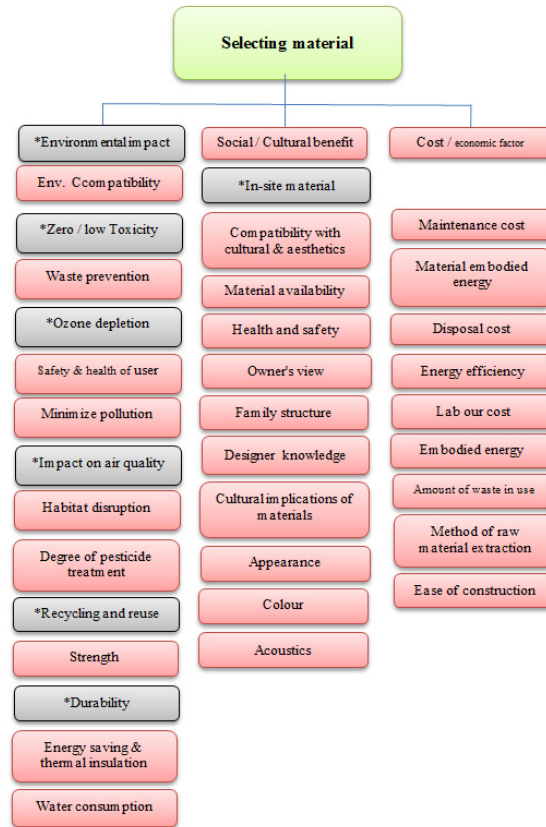 Selecting material
*Environmental impact
Env. Ccompatibility
*Zero / low Toxicity
Waste prevention
*Ozone depletion
Safety & health of user
Minimize pollution
*Impact on air quality
Habitat disruption
Degree of pesticide
treatment
*Recycling and reuse
Strength
*Durability
Energy saving &
thermal insulation
Water consumption
Social / Cultural benefit
*In-site material
Compatibility with
cultural & aesthetics
Material availability
Health and safety
Owner's view
Family structure
Designer knowledge
Cultural implications of
materials
Appearance
Colour
Acoustics
Cost / economic factor
Maintenance cost
Material embodied
energy
Disposal cost
Energy efficiency
Lab our cost
Embodied energy
Amount of waste in use
Method of raw
material extraction
Ease of construction